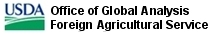 USDA Office of Global Analysis
Foreign Agricultural Service